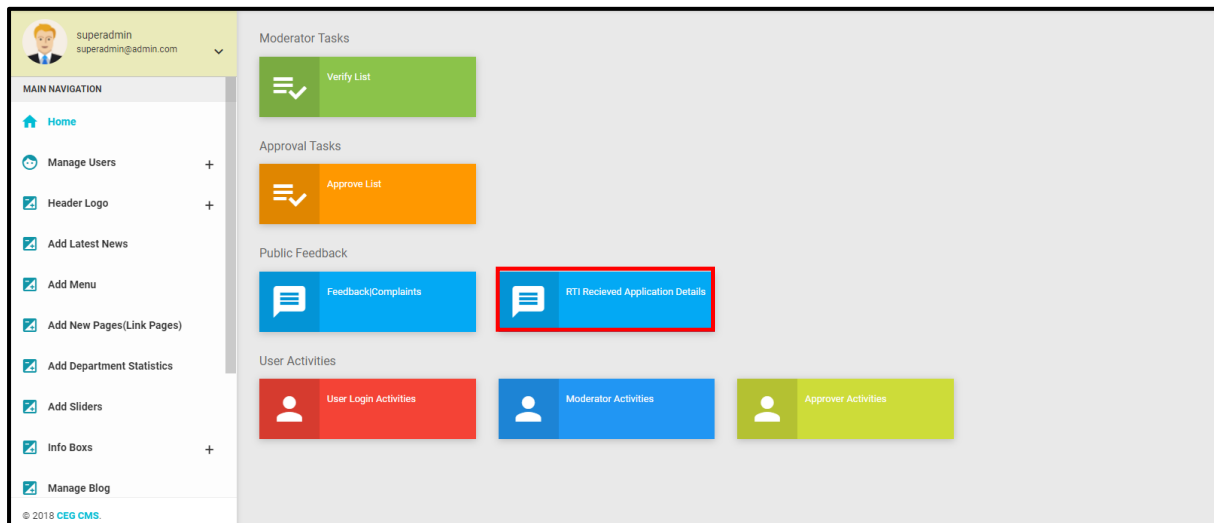 superadmin
superadmin@admin.com
MAIN NAVIGATION
Home
Manage Users +
Header Logo +
Add Latest News
Add Menu
Add New Pages(Link Pages)
Add Department Statistics
Add Sliders
Info Boxs +
Manage Blog
© 2018 CEG CMS.
Moderator Tasks
Verify List
Approval Tasks
Approve List
Public Feedback
Feedback|Complaints
RTI Recieved Application Details
User Activities
User Login Activities
Moderator Activities
Approver Activities